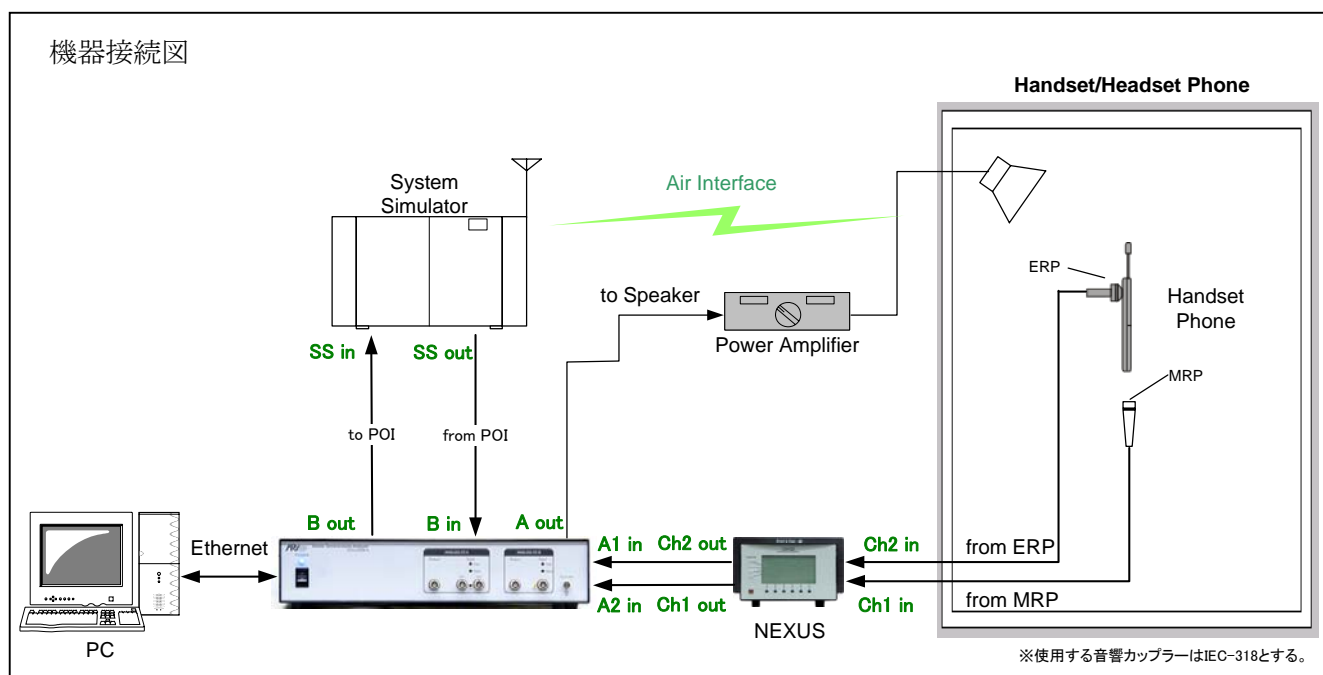 機器接続図
Handset/Headset Phone
System
Simulator
Air Interface
ERP
Handset
Phone
to Speaker
Power Amplifier
MRP
SS in
SS out
to POI
from POI
B out
B in
A out
Ethernet
A1 in
Ch2 out
Ch2 in
from ERP
A2 in
Ch1 out
Ch1 in
from MRP
NEXUS
PC
※使用する音響カップラーはIEC-318とする。